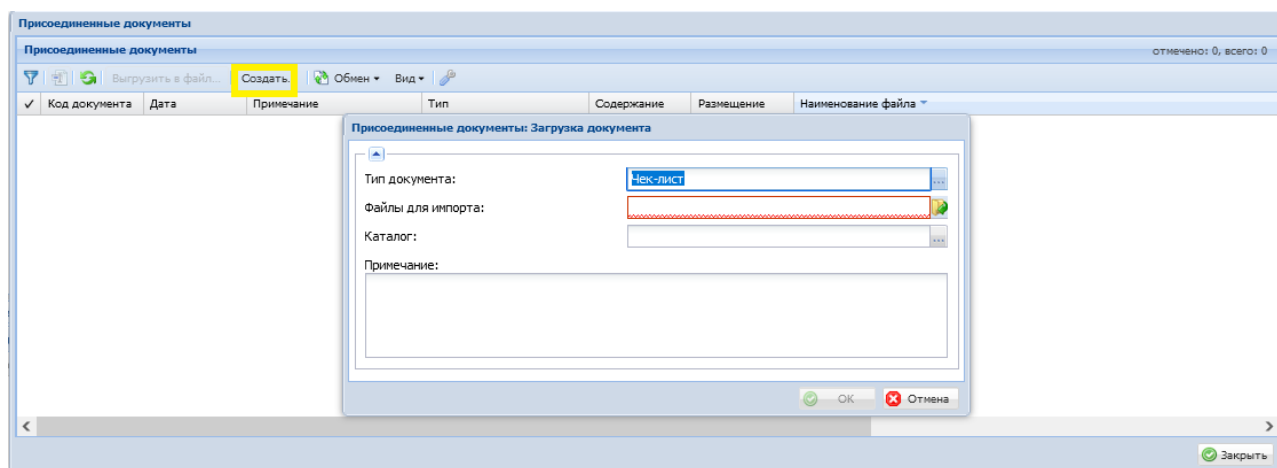 Присоединенные документы
Присоединенные документы отмечено: 0, всего: 0
Выгрузить в файл... Создать. Обмен Вид
Код документа Дата Примечание Тип Содержание Размещение Наименование файла
Присоединенные документы: Загрузка документа
Тип документа: Чек-лист
Файлы для импорта:
Каталог:
Примечание:
OK Отмена
Закрыть